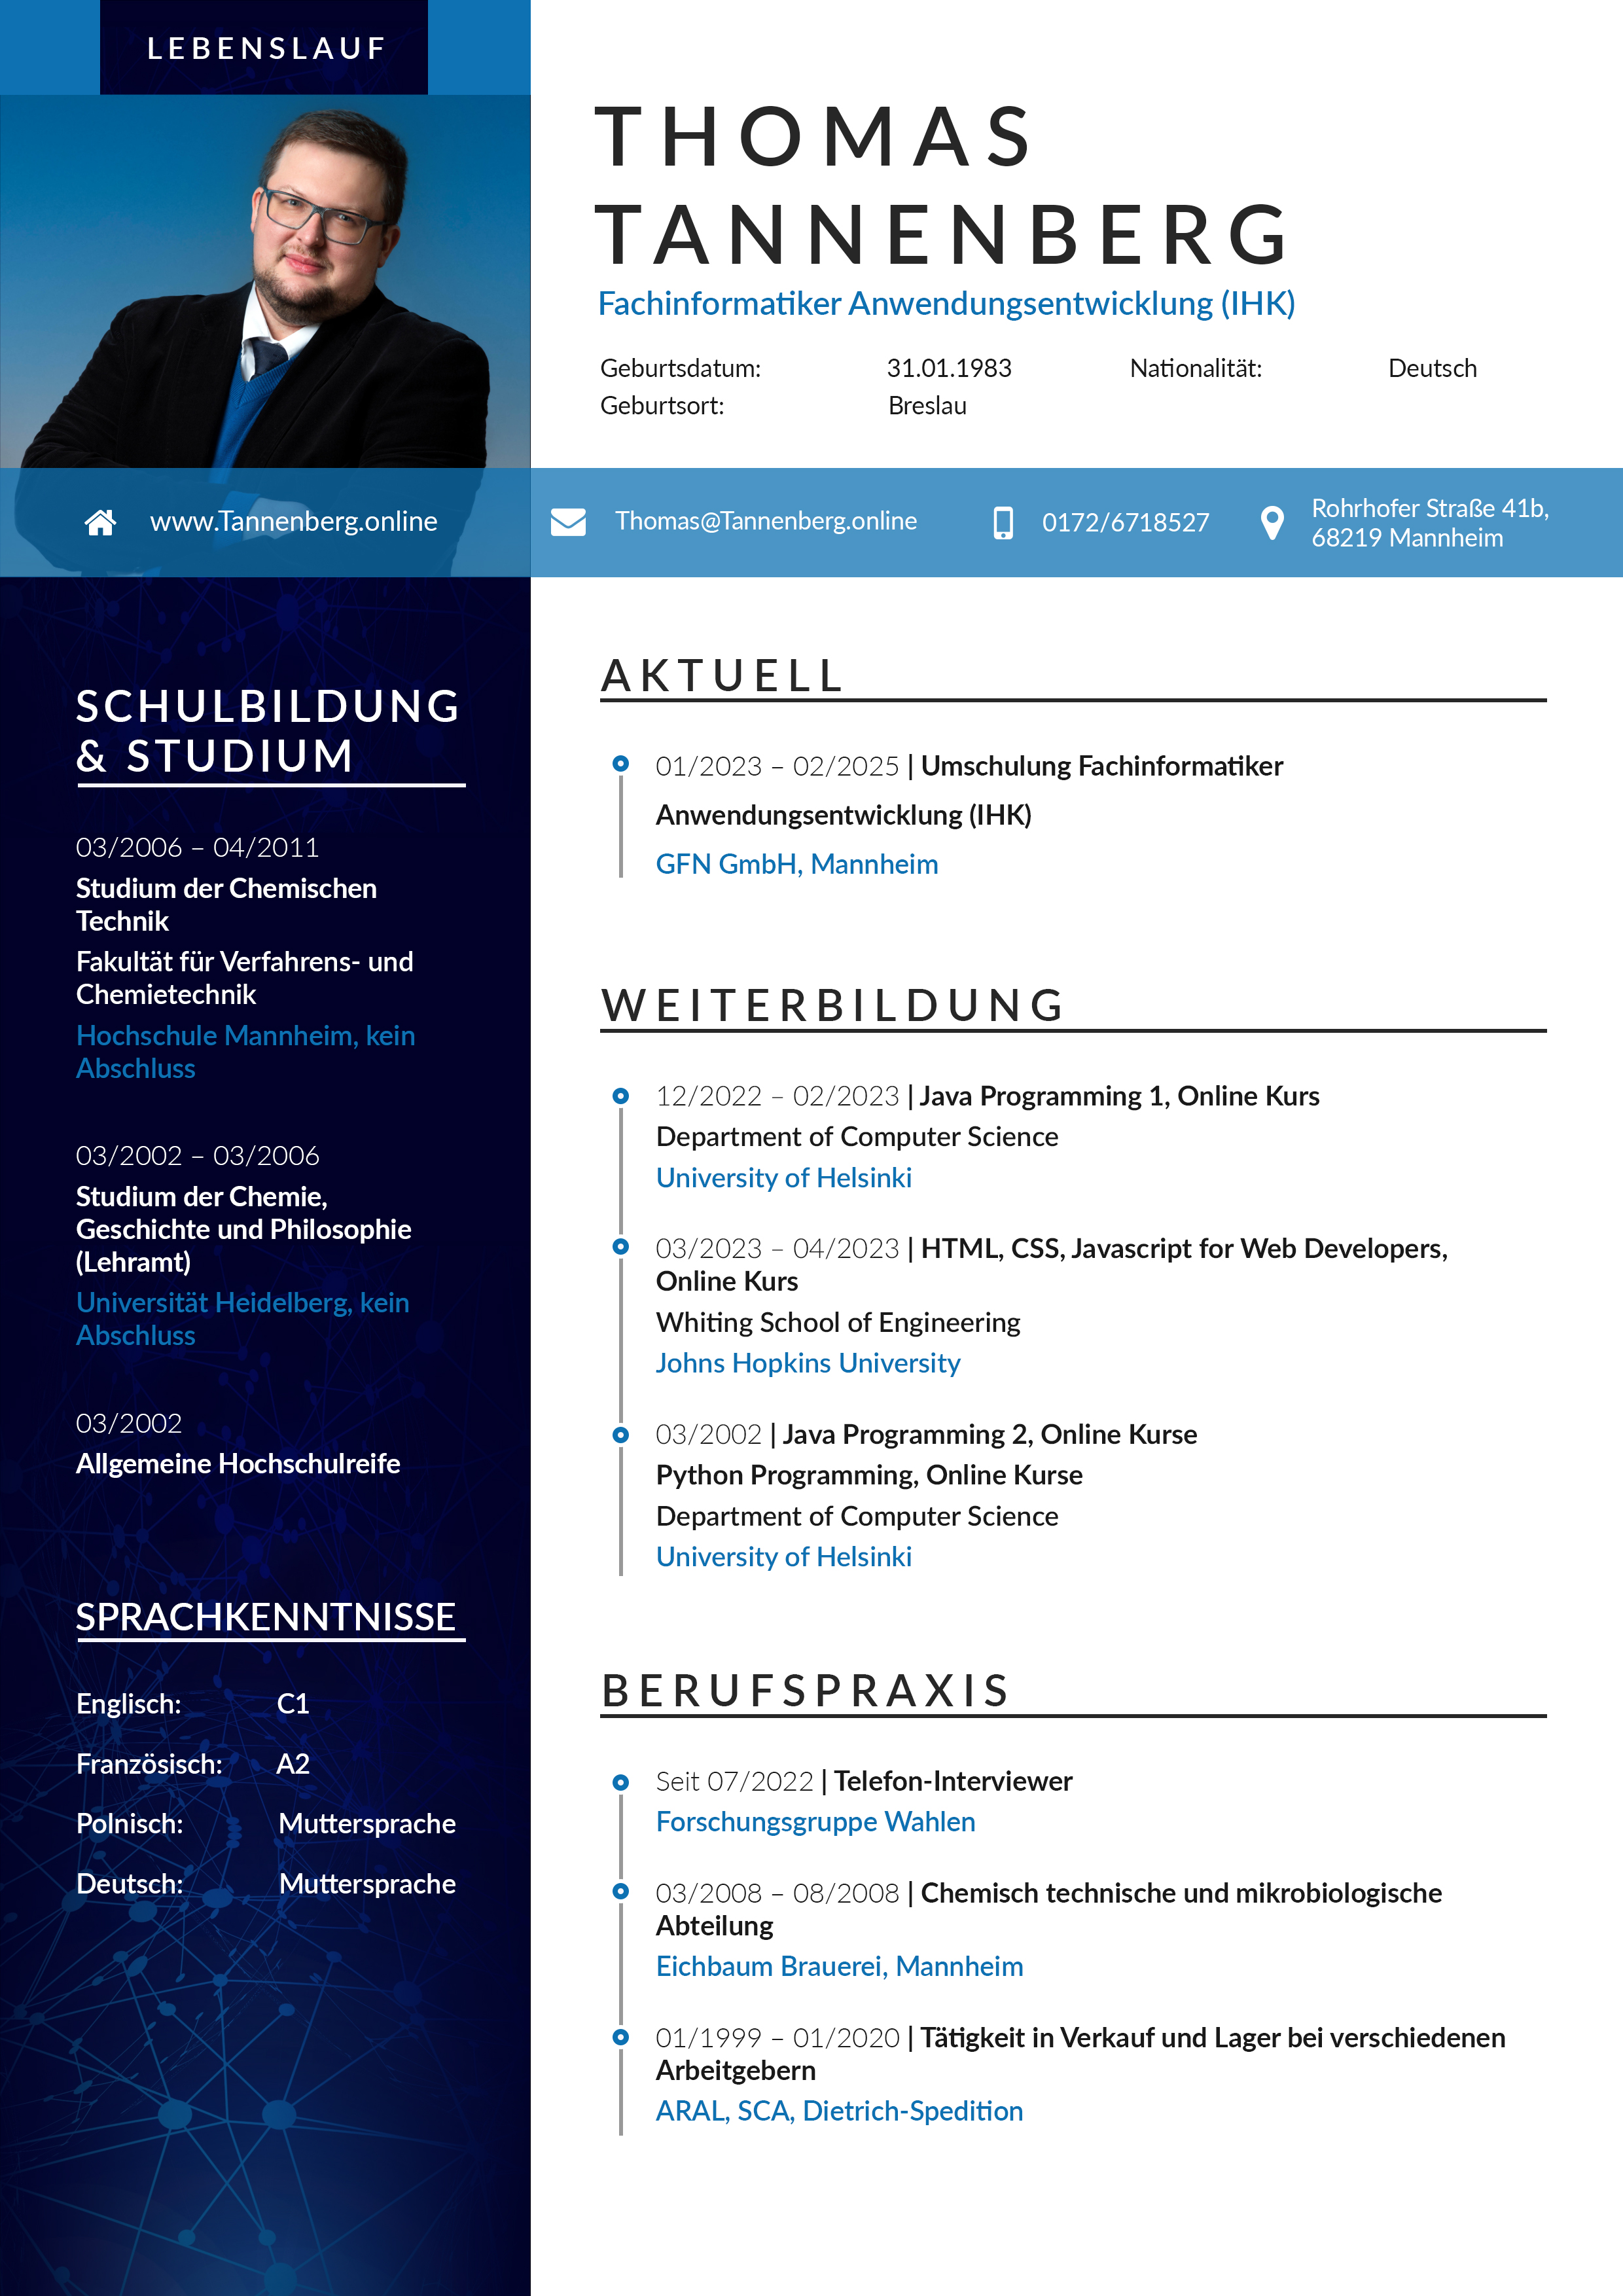 LEBENSLAUF
THOMAS
TANNENBERG
Fachinformatiker Anwendungsentwicklung (IHK)
Geburtsdatum: 31.01.1983 Nationalität: Deutsch
Geburtsort: Breslau
www.Tannenberg.online
Thomas@Tannenberg.online
0172/6718527
Rohrhofer Straße 41b,
68219 Mannheim
SCHULBILDUNG
& STUDIUM
03/2006 – 04/2011
Studium der Chemischen
Technik
Fakultät für Verfahrens- und
Chemietechnik
Hochschule Mannheim, kein
Abschluss
03/2002 – 03/2006
Studium der Chemie,
Geschichte und Philosophie
(Lehramt)
Universität Heidelberg, kein
Abschluss
03/2002
Allgemeine Hochschulreife
SPRACHKENNTNISSE
Englisch: C1
Französisch: A2
Polnisch: Muttersprache
Deutsch: Muttersprache
AKTUELL
01/2023 – 02/2025 | Umschulung Fachinformatiker
Anwendungsentwicklung (IHK)
GFN GmbH, Mannheim
WEITERBILDUNG
12/2022 – 02/2023 | Java Programming 1, Online Kurs
Department of Computer Science
University of Helsinki
03/2023 – 04/2023 | HTML, CSS, Javascript for Web Developers,
Online Kurs
Whiting School of Engineering
Johns Hopkins University
03/2002 | Java Programming 2, Online Kurse
Python Programming, Online Kurse
Department of Computer Science
University of Helsinki
BERUFSPRAXIS
Seit 07/2022 | Telefon-Interviewer
Forschungsgruppe Wahlen
03/2008 – 08/2008 | Chemisch technische und mikrobiologische
Abteilung
Eichbaum Brauerei, Mannheim
01/1999 – 01/2020 | Tätigkeit in Verkauf und Lager bei verschiedenen
Arbeitgebern
ARAL, SCA, Dietrich-Spedition